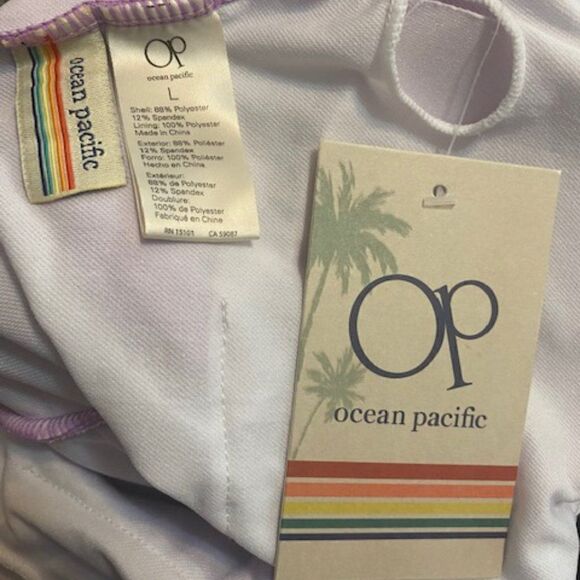 ocean pacific
Op
ocean pacific
L
Shell: 88% Polyester
12% Spandex
Lining: 100% Polyester
Made in China
Exterior: 88% Poliéster
12% Spandex
Forro: 100% Poliéster
Hecho en China
Extérieur:
88% de Polyester
12% Spandex
Doublure:
100% de Polyester
Fabriqué en Chine
RN 15101 CA 59087
Op
ocean pacific